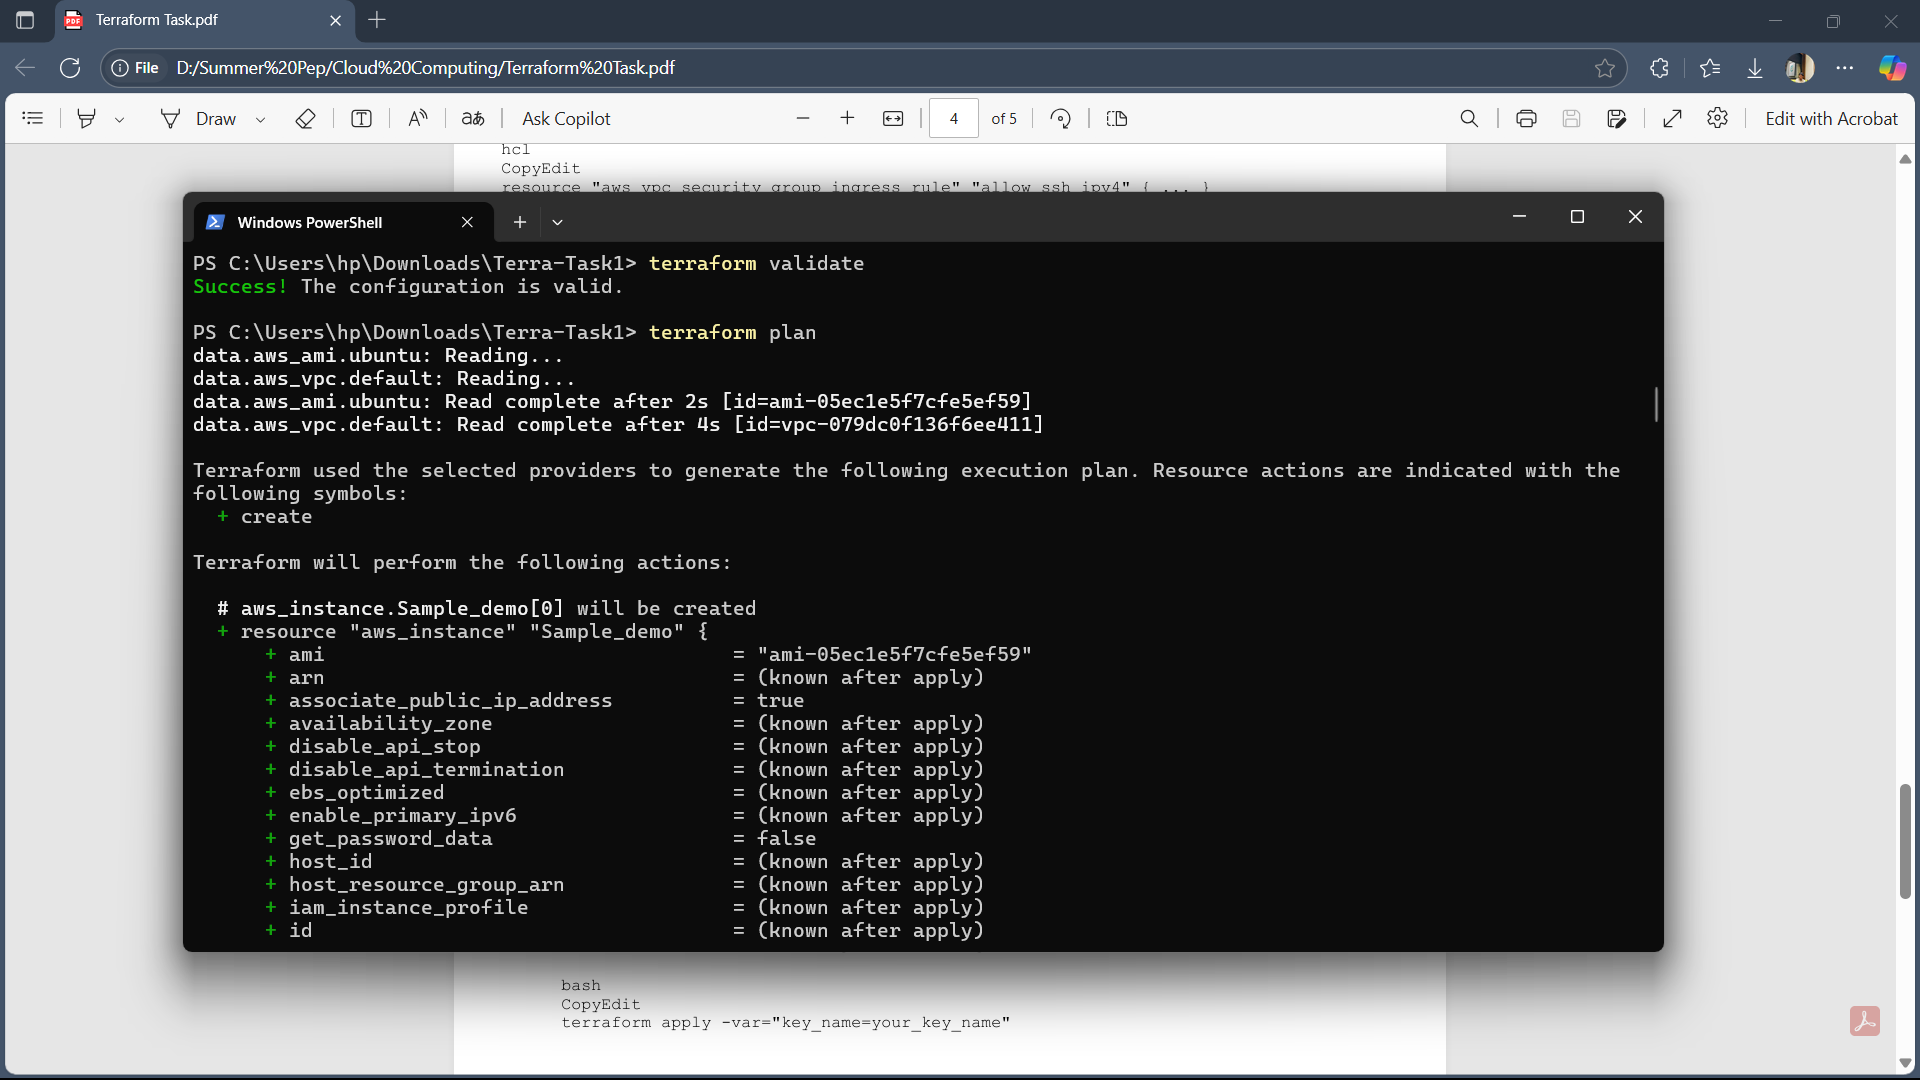 Terraform Task.pdf
File D:/Summer%20Pep/Cloud%20Computing/Terraform%20Task.pdf
Draw
T
A
aあ
Ask Copilot
4 of 5
Edit with Acrobat
hcl
CopyEdit
resource "aws_vpc_security_group_ingress_rule" "allow_ssh_ipv4" { ... }
Windows PowerShell
PS C:\Users\hp\Downloads\Terra-Task1> terraform validate
Success! The configuration is valid.
PS C:\Users\hp\Downloads\Terra-Task1> terraform plan
data.aws_ami.ubuntu: Reading...
data.aws_vpc.default: Reading...
data.aws_ami.ubuntu: Read complete after 2s [id=ami-05ec1e5f7cfe5ef59]
data.aws_vpc.default: Read complete after 4s [id=vpc-079dc0f136f6ee411]
Terraform used the selected providers to generate the following execution plan. Resource actions are indicated with the
following symbols:
+ create
Terraform will perform the following actions:
# aws_instance.Sample_demo[0] will be created
+ resource "aws_instance" "Sample_demo" {
+ ami = "ami-05ec1e5f7cfe5ef59"
+ arn = (known after apply)
+ associate_public_ip_address = true
+ availability_zone = (known after apply)
+ disable_api_stop = (known after apply)
+ disable_api_termination = (known after apply)
+ ebs_optimized = (known after apply)
+ enable_primary_ipv6 = (known after apply)
+ get_password_data = false
+ host_id = (known after apply)
+ host_resource_group_arn = (known after apply)
+ iam_instance_profile = (known after apply)
+ id = (known after apply)
bash
CopyEdit
terraform apply -var="key_name=your_key_name"